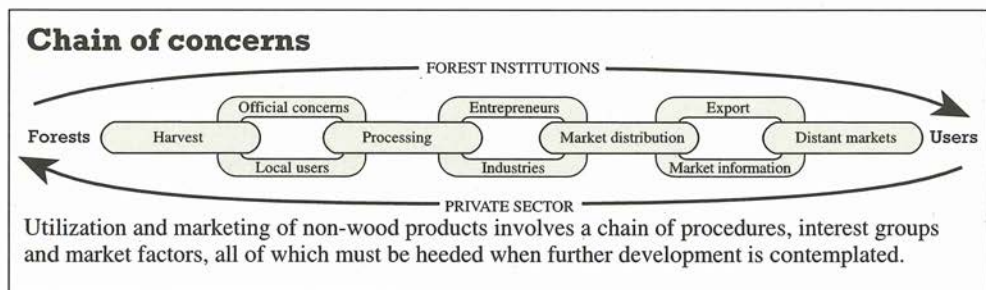 Chain of concerns
FOREST INSTITUTIONS
Official concerns
Entrepreneurs
Export
Forests
Harvest
Processing
Market distribution
Distant markets
Users
Local users
Industries
Market information
PRIVATE SECTOR
Utilization and marketing of non-wood products involves a chain of procedures, interest groups
and market factors, all of which must be heeded when further development is contemplated.